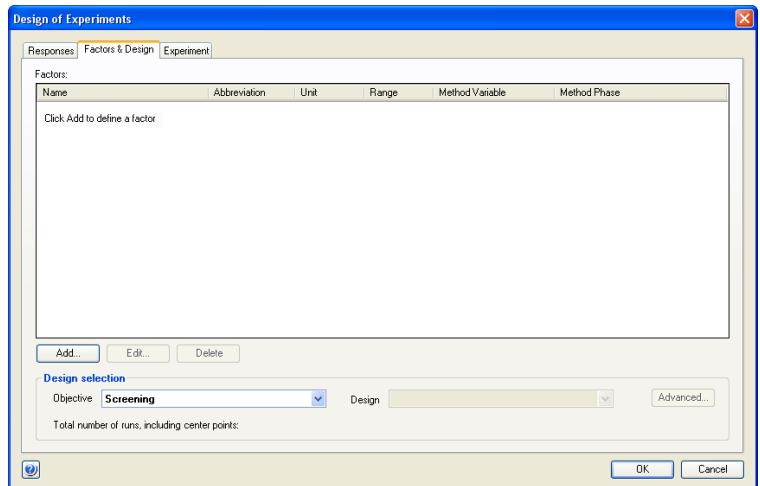 Design of Experiments
Responses Factors & Design Experiment
Factors:
Name Abbreviation Unit Range Method Variable Method Phase
Click Add to define a factor
Add... Edit... Delete
Design selection
Objective Screening Design Advanced...
Total number of runs, including center points:
OK Cancel